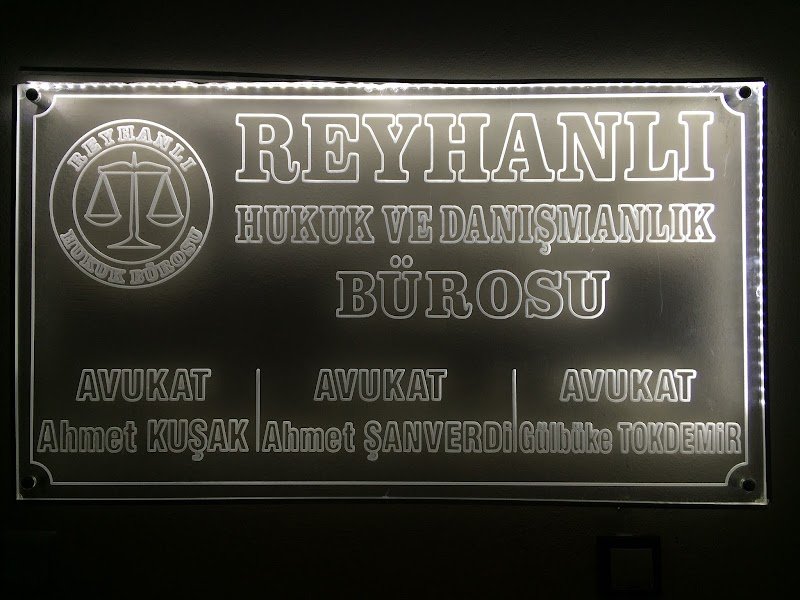 REYHANLI
HUKUK BÜROSU
REYHANLI
HUKUK VE DANIŞMANLIK
BÜROSU
AVUKAT
Ahmet KUŞAK
AVUKAT
Ahmet ŞANVERDİ
AVUKAT
Gülbüke TOKDEMİR